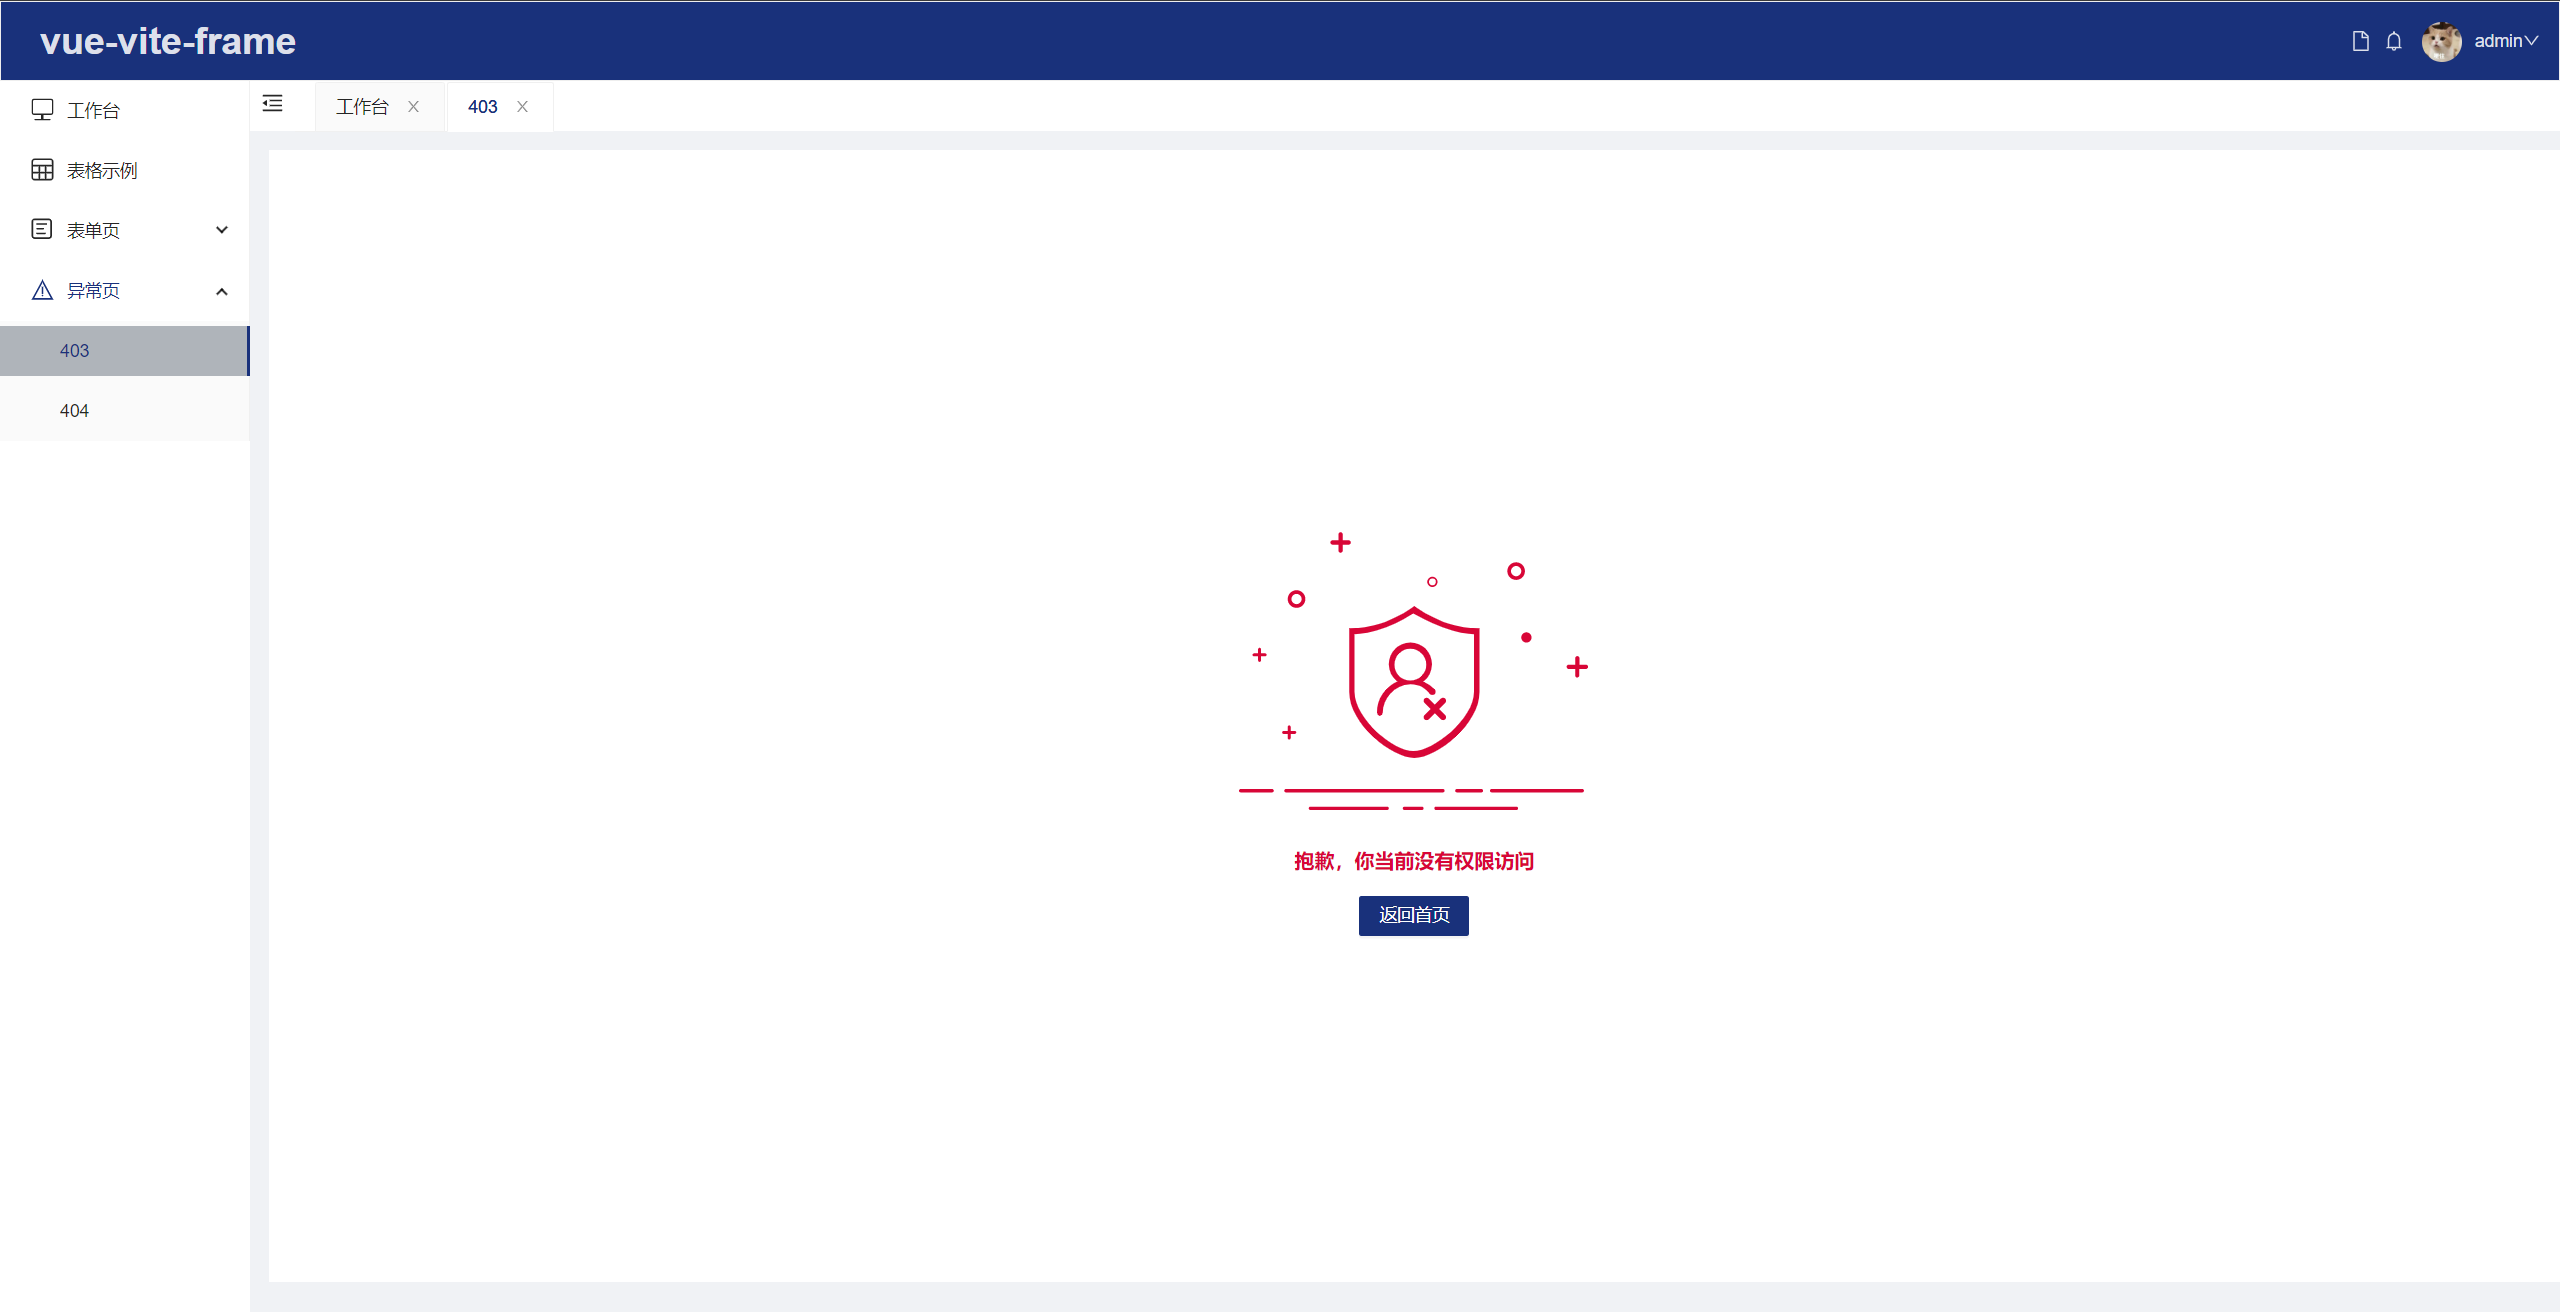 vue-vite-frame
admin
工作台
表格示例
表单页
异常页
403
404
工作台
403
抱歉，你当前没有权限访问
返回首页